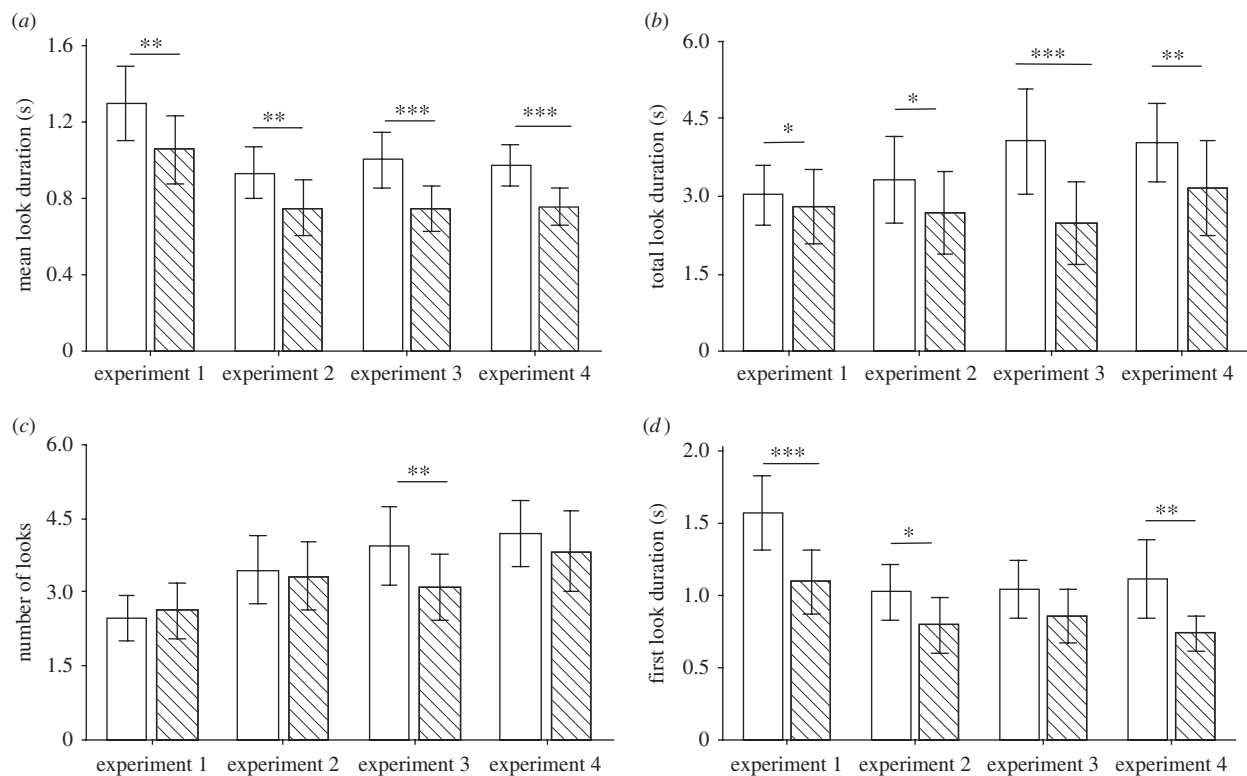 (a)
1.6
1.2
0.8
0.4
0
mean look duration (s)
**
**
***
***
experiment 1 experiment 2 experiment 3 experiment 4
(b)
6.0
4.5
3.0
1.5
0
total look duration (s)
*
*
***
**
experiment 1 experiment 2 experiment 3 experiment 4
(c)
6.0
4.5
3.0
1.5
0
number of looks
**
experiment 1 experiment 2 experiment 3 experiment 4
(d)
2.0
1.5
1.0
0.5
0
first look duration (s)
***
*
**
experiment 1 experiment 2 experiment 3 experiment 4